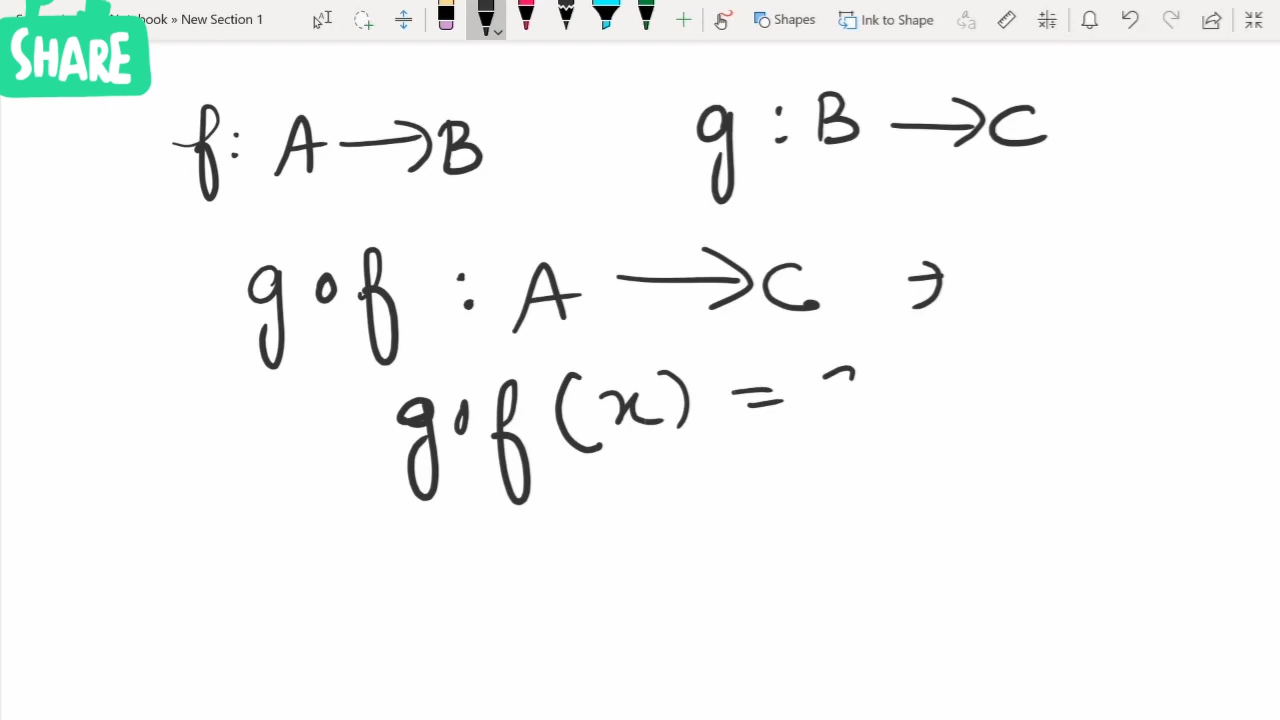 Notebook » New Section 1
Shapes
Ink to Shape
SHARE
f: A → B
g : B → C
g o f : A → C ∋
g o f (x) =